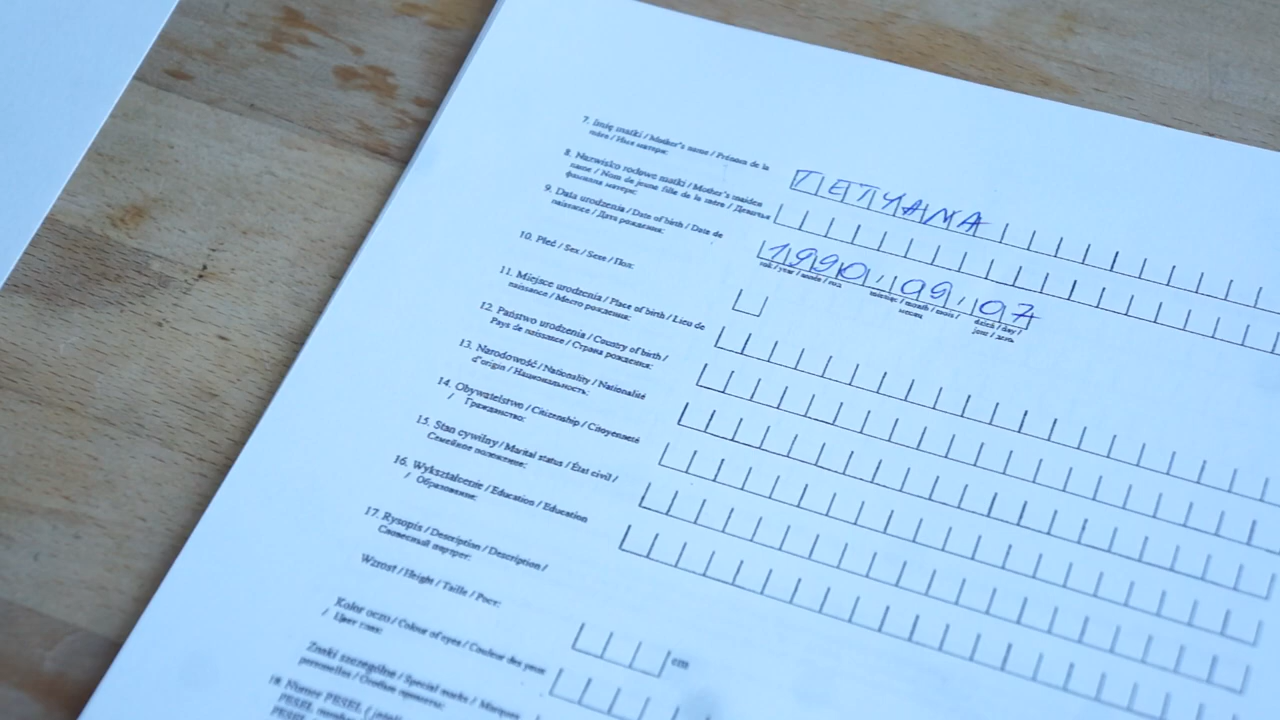 7. Imię matki / Mother's name / Prénom de la
mère / Имя матери:
8. Nazwisko rodowe matki / Mother's maiden
name / Nom de jeune fille de la mère / Девичья
фамилия матери:
9. Data urodzenia / Date of birth / Date de
naissance / Дата рождения:
1990 09 07
rok / year / année / год
miesiąc / month / mois /
месяц
dzień / day /
jour / день
10. Płeć / Sex / Sexe / Пол:
11. Miejsce urodzenia / Place of birth / Lieu de
naissance / Место рождения:
12. Państwo urodzenia / Country of birth /
Pays de naissance / Страна рождения:
13. Narodowość / Nationality / Nationalité
d'origin / Национальность:
14. Obywatelstwo / Citizenship / Citoyenneté
/ Гражданство:
15. Stan cywilny / Marital status / État civil /
Семейное положение:
16. Wykształcenie / Education / Education
/ Образование:
17. Rysopis / Description / Description /
Словесный портрет:
Wzrost / Height / Taille / Рост:
cm
Kolor oczu / Colour of eyes / Couleur des yeux
/ Цвет глаз:
Znaki szczególne / Special marks / Marques
personelles / Особые приметы:
18. Numer PESEL
PESEL
PESEL